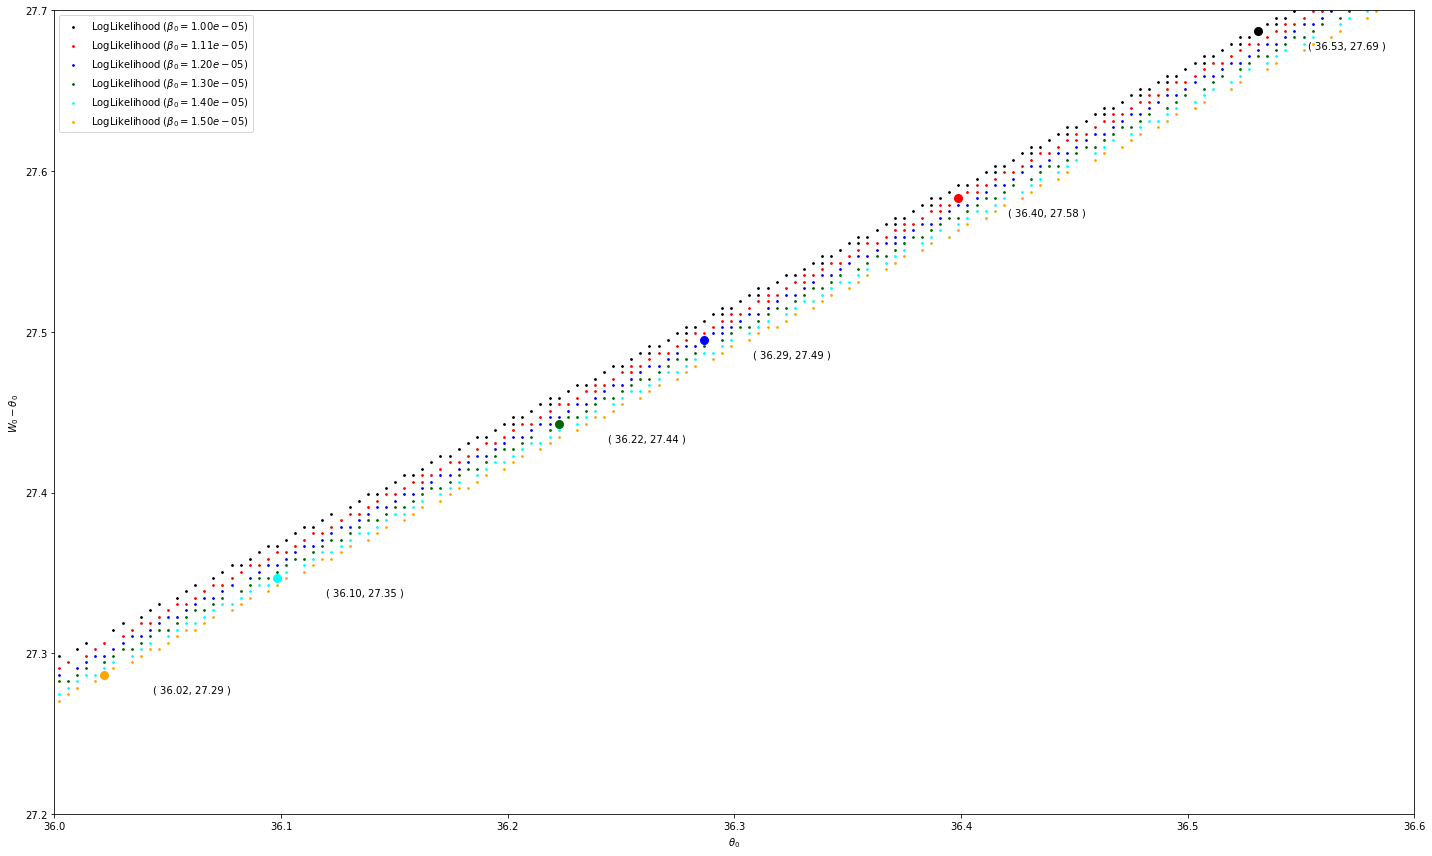 27.7
LogLikelihood (β₀ = 1.00e − 05)
LogLikelihood (β₀ = 1.11e − 05)
LogLikelihood (β₀ = 1.20e − 05)
LogLikelihood (β₀ = 1.30e − 05)
LogLikelihood (β₀ = 1.40e − 05)
LogLikelihood (β₀ = 1.50e − 05)
( 36.53, 27.69 )
27.6
( 36.40, 27.58 )
27.5
( 36.29, 27.49 )
W₀ − θ₀
( 36.22, 27.44 )
27.4
( 36.10, 27.35 )
27.3
( 36.02, 27.29 )
27.2
36.0 36.1 36.2 36.3 36.4 36.5 36.6
θ₀